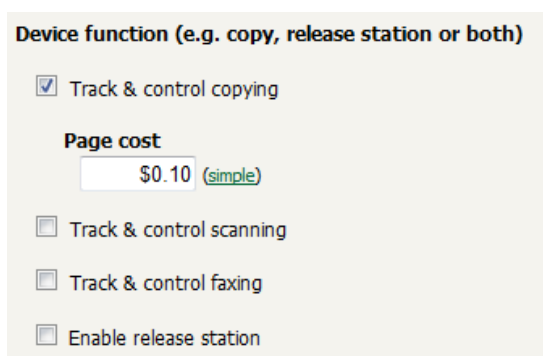 Device function (e.g. copy, release station or both)
Track & control copying
Page cost
$0.10 (simple)
Track & control scanning
Track & control faxing
Enable release station